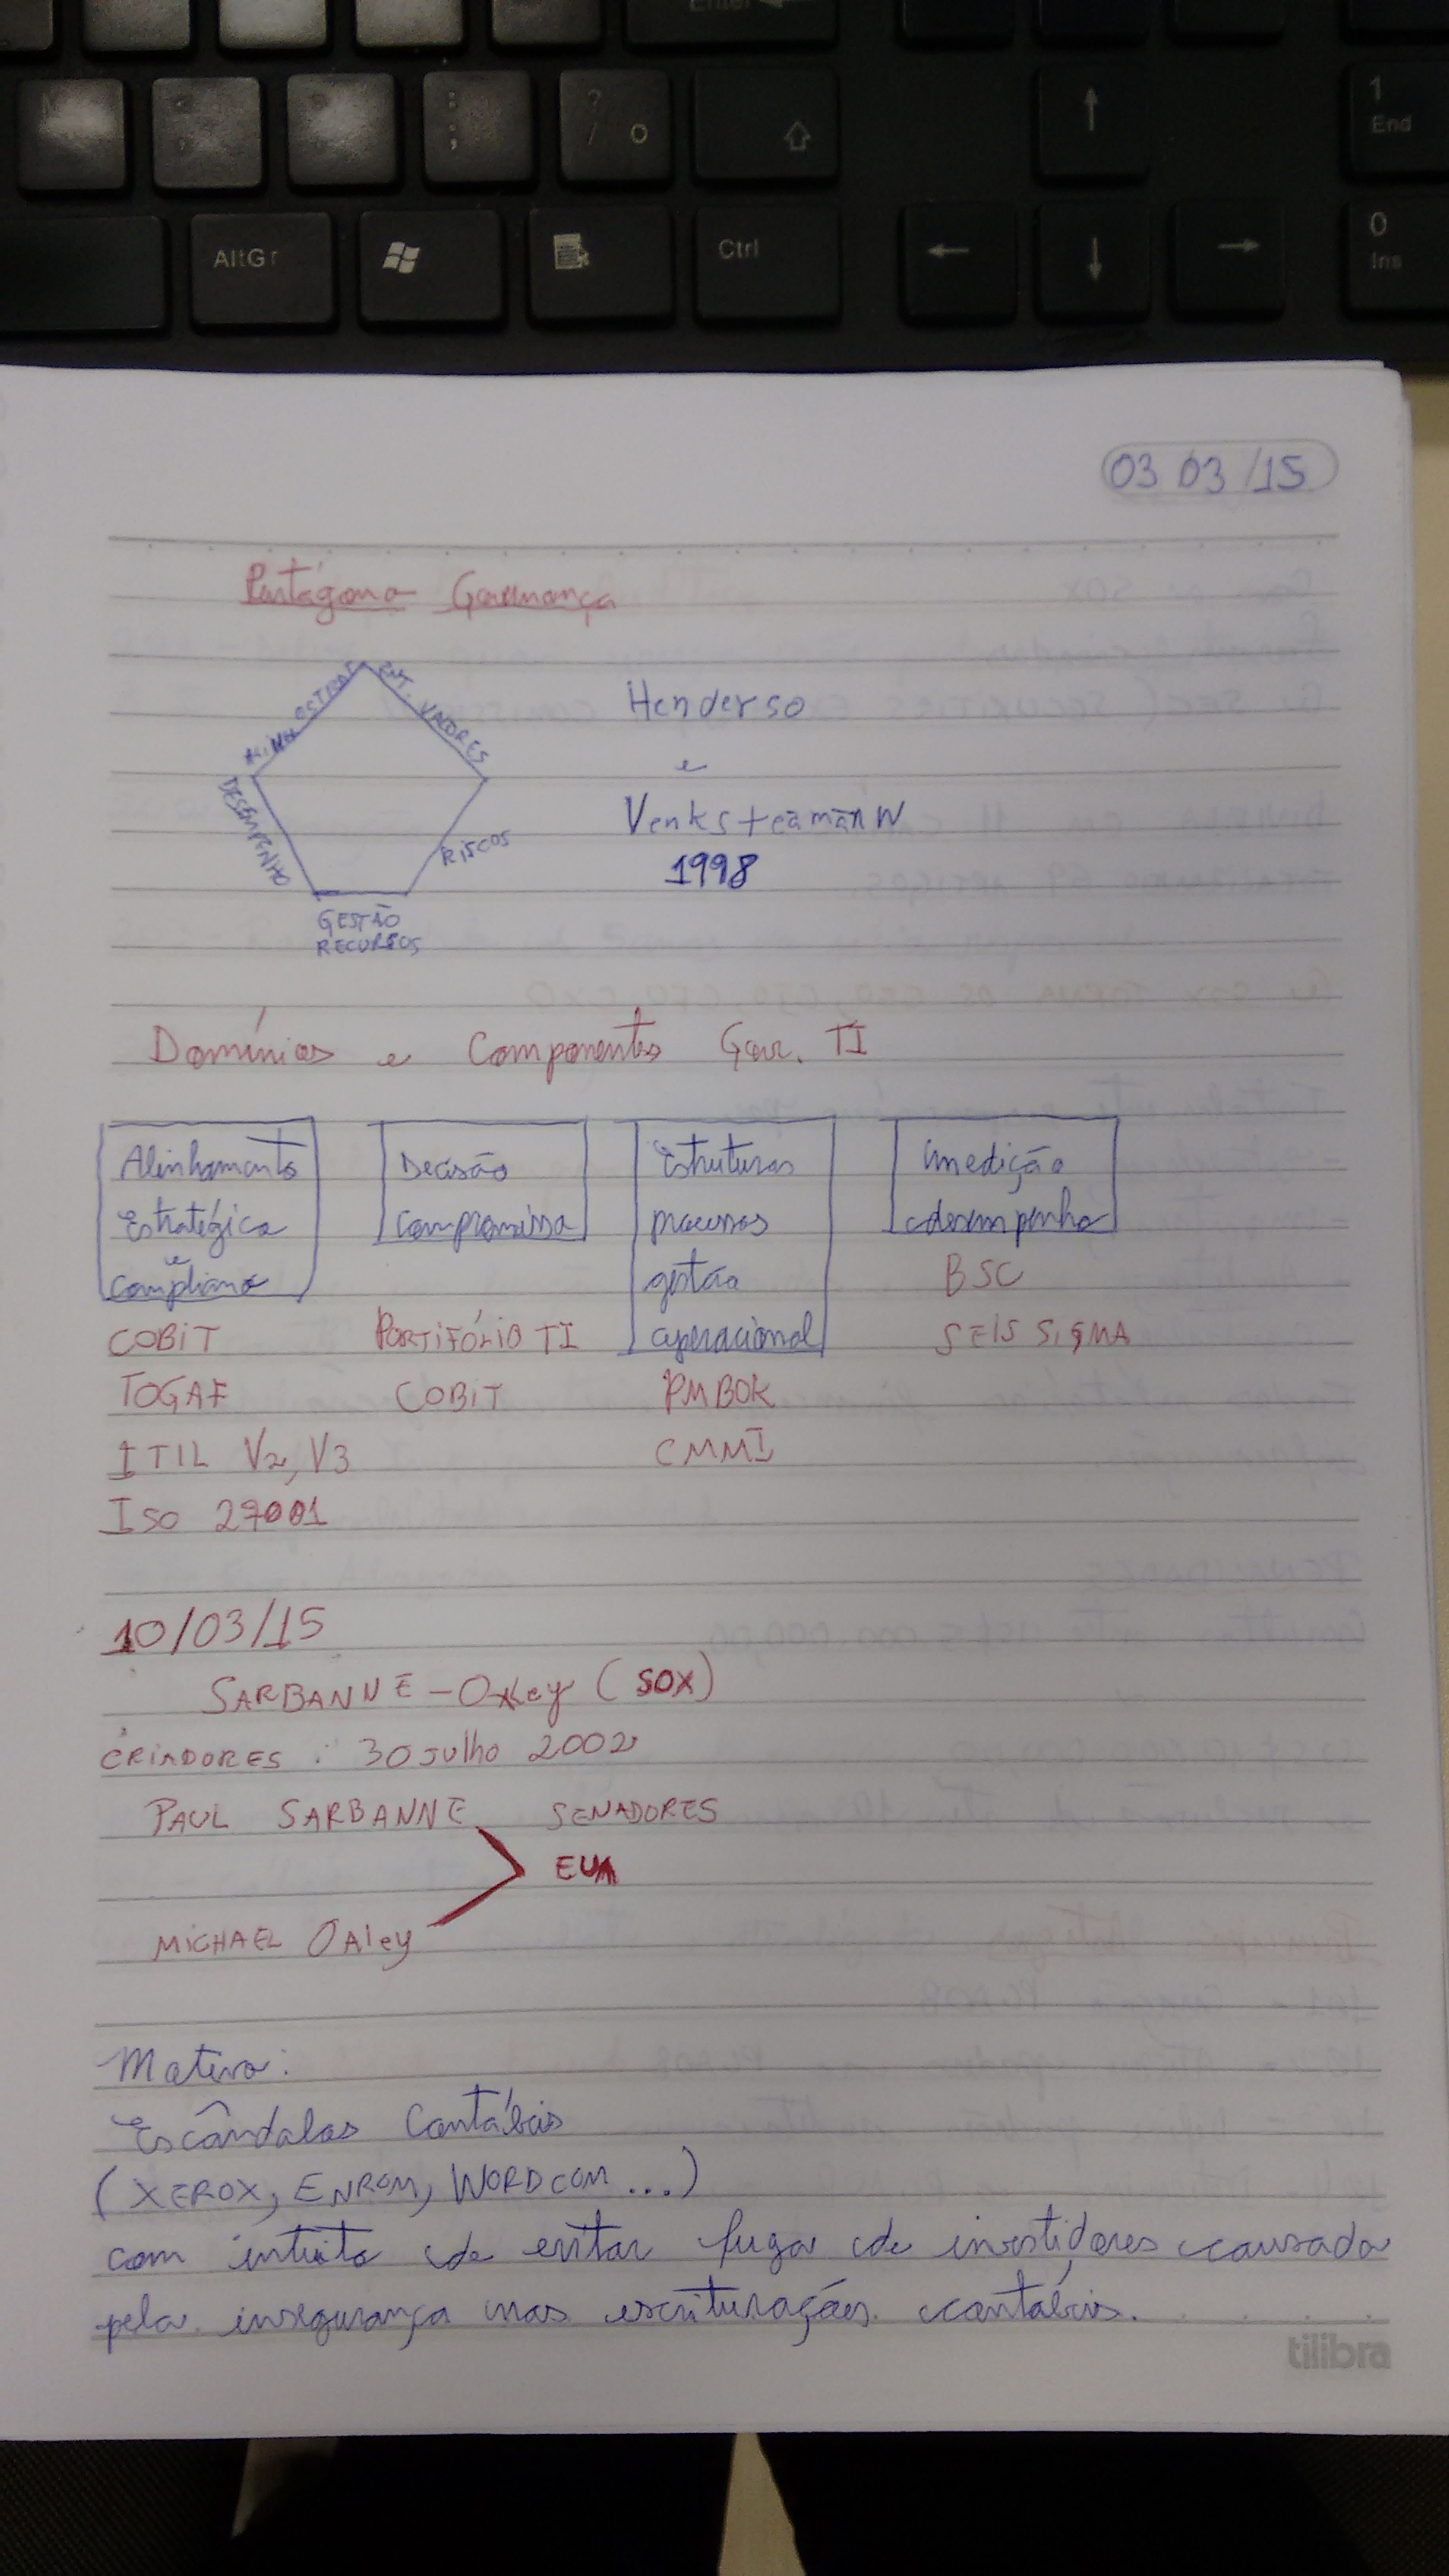 Enter
M
<
,
>
:
;
?
/ o
1
End
AltGr
Ctrl
0
Ins
03 03/15
Pentágono Governança
ALINH ESTRAT
ENT. VALORES
DESEMPENHO
RISCOS
GESTÃO
RECURSOS
Henderso
e
1998
Domínios e Componentes Gov. TI
Alinhamento
Estratégico
e
Compliance
COBIT
TOGAF
ITIL V2, V3
ISO 27001
Decisão
compromisso
PORTIFÓLIO TI
COBIT
Estruturas
processos
gestão
operacional
PMBOK
CMMI
medição
desempenho
BSC
SEIS SIGMA
10/03/15
SARBANNE-Oxley (SOX)
CRIADORES : 30 Julho 2002
PAUL SARBANNE SENADORES
EUA
MICHAEL OXley
Motivo:
Escândalos Contábeis
(XEROX, ENROM, WORDCOM ...)
com intuito de evitar fuga de investidores causada
pela insegurança nas escriturações contábeis.
tilibra